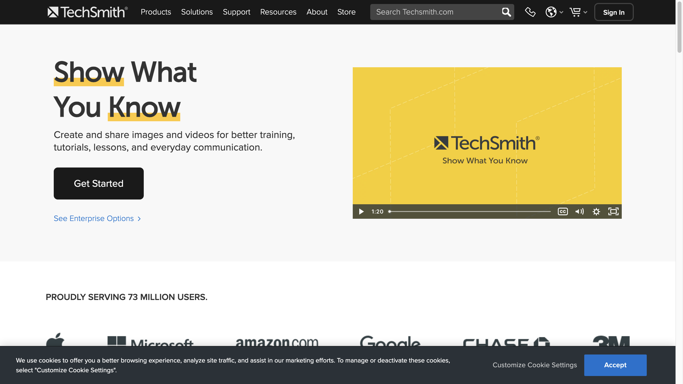 TechSmith®
Products Solutions Support Resources About Store
Search Techsmith.com
Sign In
Show What
You Know
Create and share images and videos for better training,
tutorials, lessons, and everyday communication.
Get Started
See Enterprise Options >
TechSmith®
Show What You Know
1:20
CC
PROUDLY SERVING 73 MILLION USERS.
Microsoft
amazon.com
Google
CHASE
3M
We use cookies to offer you a better browsing experience, analyze site traffic, and assist in our marketing efforts. To manage or deactivate these cookies,
select "Customize Cookie Settings".
Customize Cookie Settings
Accept